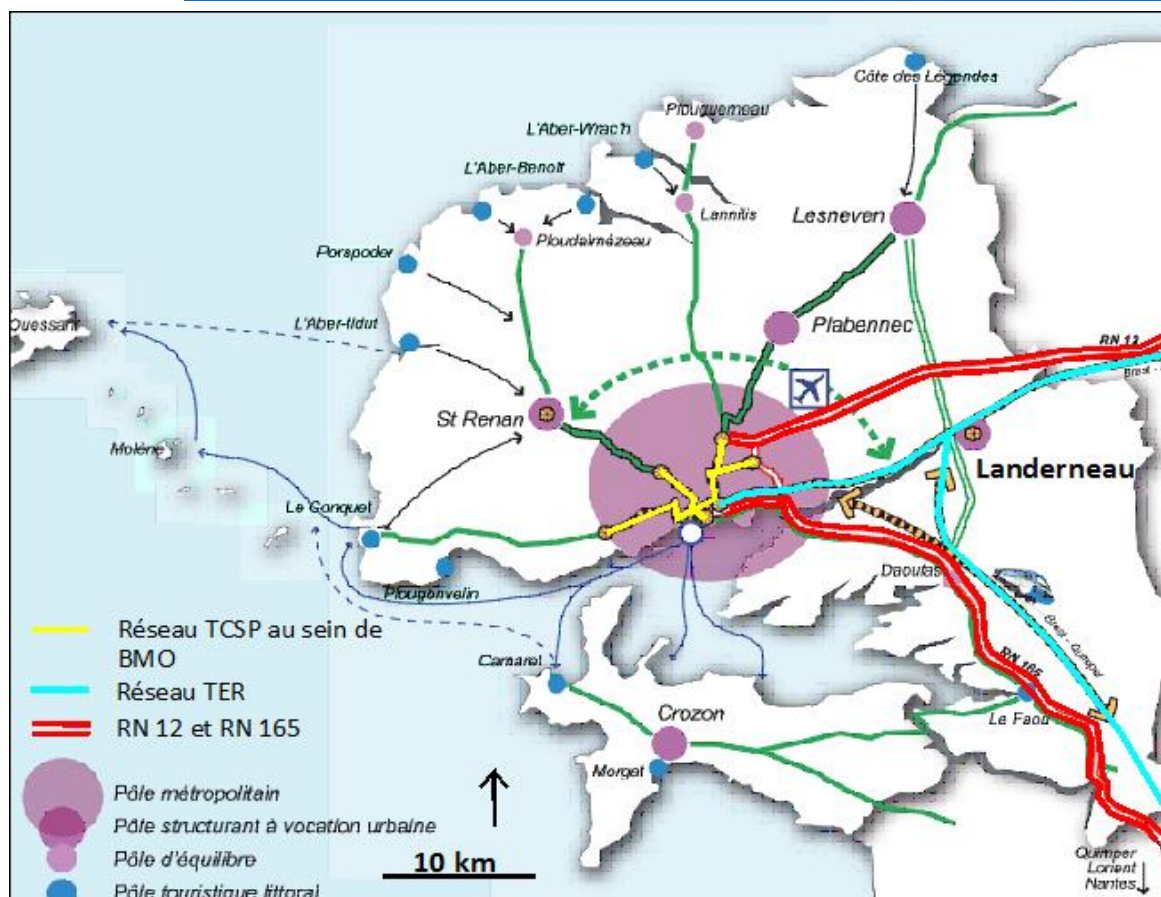 Côte des Légendes
Plouguerneau
L'Aber-Wrac'h
L'Aber-Benoît
Lannilis
Lesneven
Ploudalmézeau
Porspoder
Ouessant
L'Aber-Ildut
Plabennec
RN 12
Brest -
St Renan
Molène
Landerneau
Le Conquet
Daoulas
Plougonvelin
Brest - Quimper
Réseau TCSP au sein de
BMO
Camaret
RN 165
Réseau TER
Le Faou
RN 12 et RN 165
Crozon
Morgat
Pôle métropolitain
Pôle structurant à vocation urbaine
Pôle d'équilibre
10 km
Quimper
Lorient
Nantes
Pôle touristique littoral